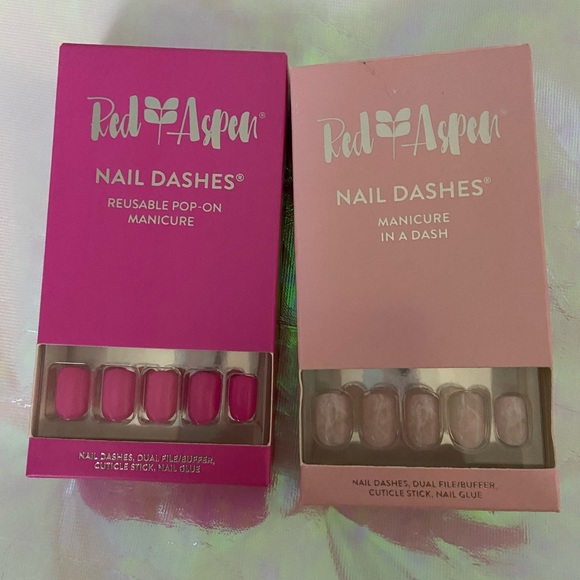 Red Aspen®
NAIL DASHES®
REUSABLE POP-ON
MANICURE
NAIL DASHES, DUAL FILE/BUFFER,
CUTICLE STICK, NAIL GLUE
Red Aspen®
NAIL DASHES®
MANICURE
IN A DASH
NAIL DASHES, DUAL FILE/BUFFER,
CUTICLE STICK, NAIL GLUE